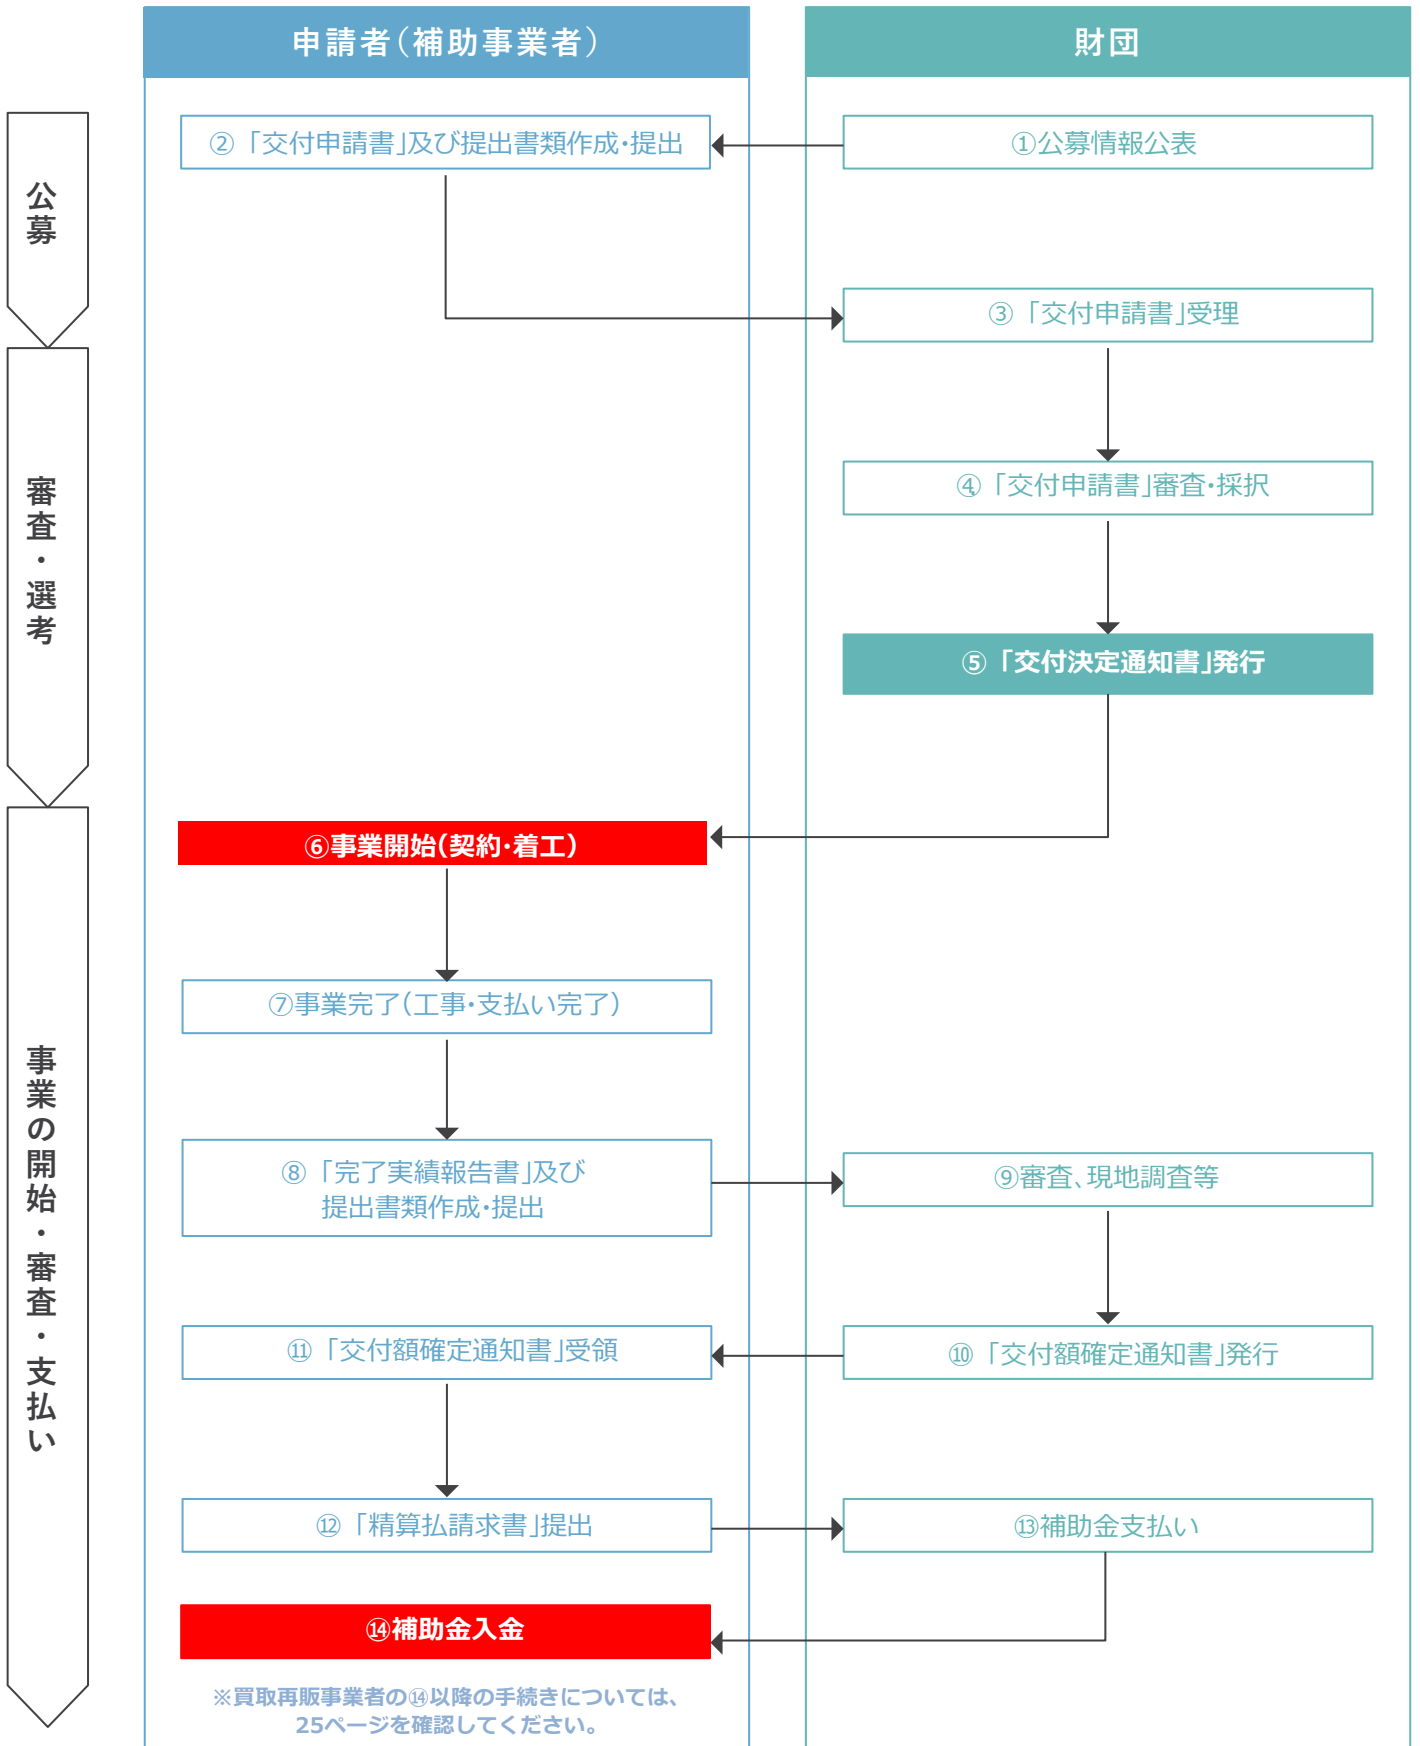 申請者（補助事業者）
財団
公募
②「交付申請書」及び提出書類作成・提出
①公募情報公表
③「交付申請書」受理
審査・選考
④「交付申請書」審査・採択
⑤「交付決定通知書」発行
事業の開始・審査・支払い
⑥事業開始（契約・着工）
⑦事業完了（工事・支払い完了）
⑧「完了実績報告書」及び
提出書類作成・提出
⑨審査、現地調査等
⑪「交付額確定通知書」受領
⑩「交付額確定通知書」発行
⑫「精算払請求書」提出
⑬補助金支払い
⑭補助金入金
※買取再販事業者の⑭以降の手続きについては、
25ページを確認してください。